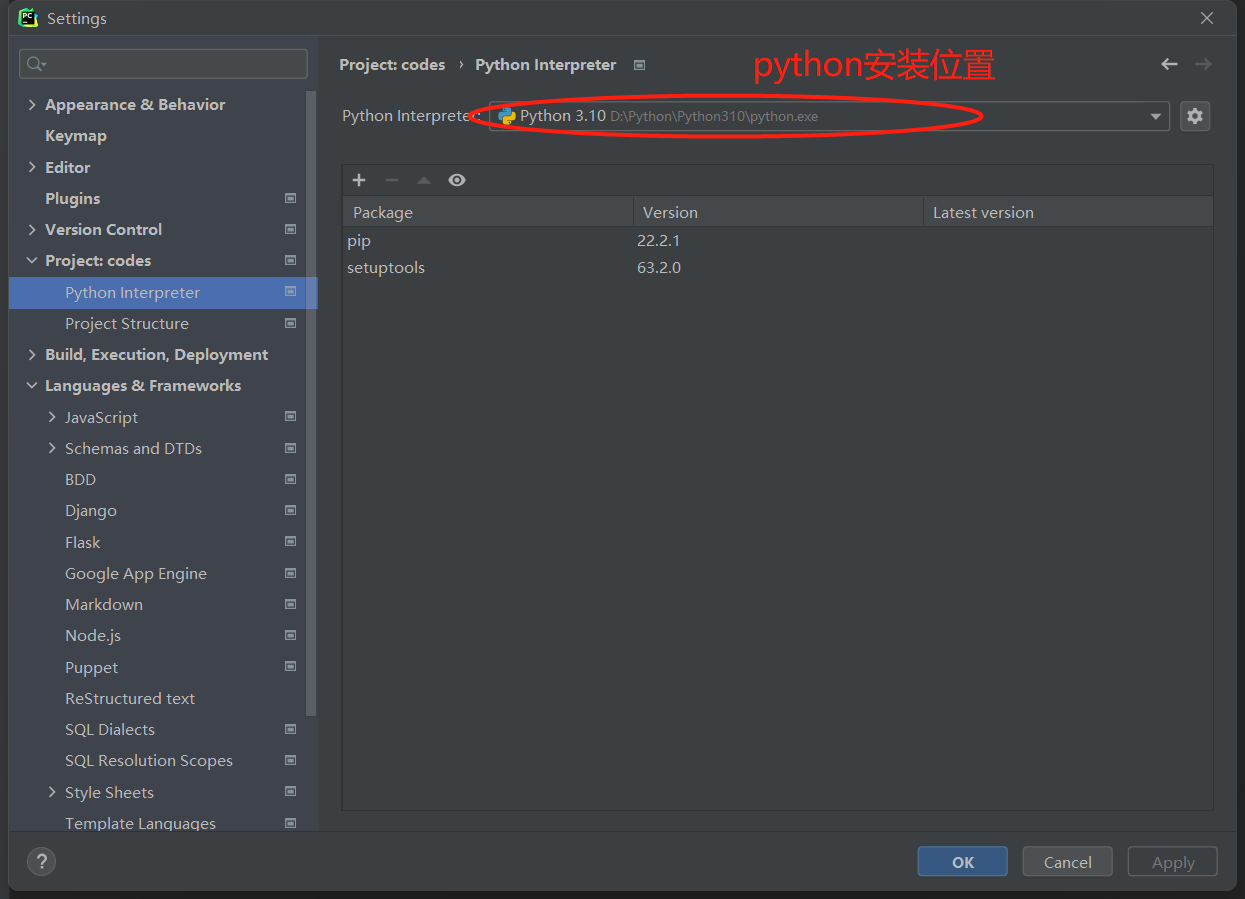 Settings
Project: codes › Python Interpreter
python安装位置
Python Interpreter: Python 3.10 D:\Python\Python310\python.exe
Appearance & Behavior
Keymap
Editor
Plugins
Version Control
Project: codes
Python Interpreter
Project Structure
Build, Execution, Deployment
Languages & Frameworks
JavaScript
Schemas and DTDs
BDD
Django
Flask
Google App Engine
Markdown
Node.js
Puppet
ReStructured text
SQL Dialects
SQL Resolution Scopes
Style Sheets
Template Languages
Package Version Latest version
pip 22.2.1
setuptools 63.2.0
? OK Cancel Apply